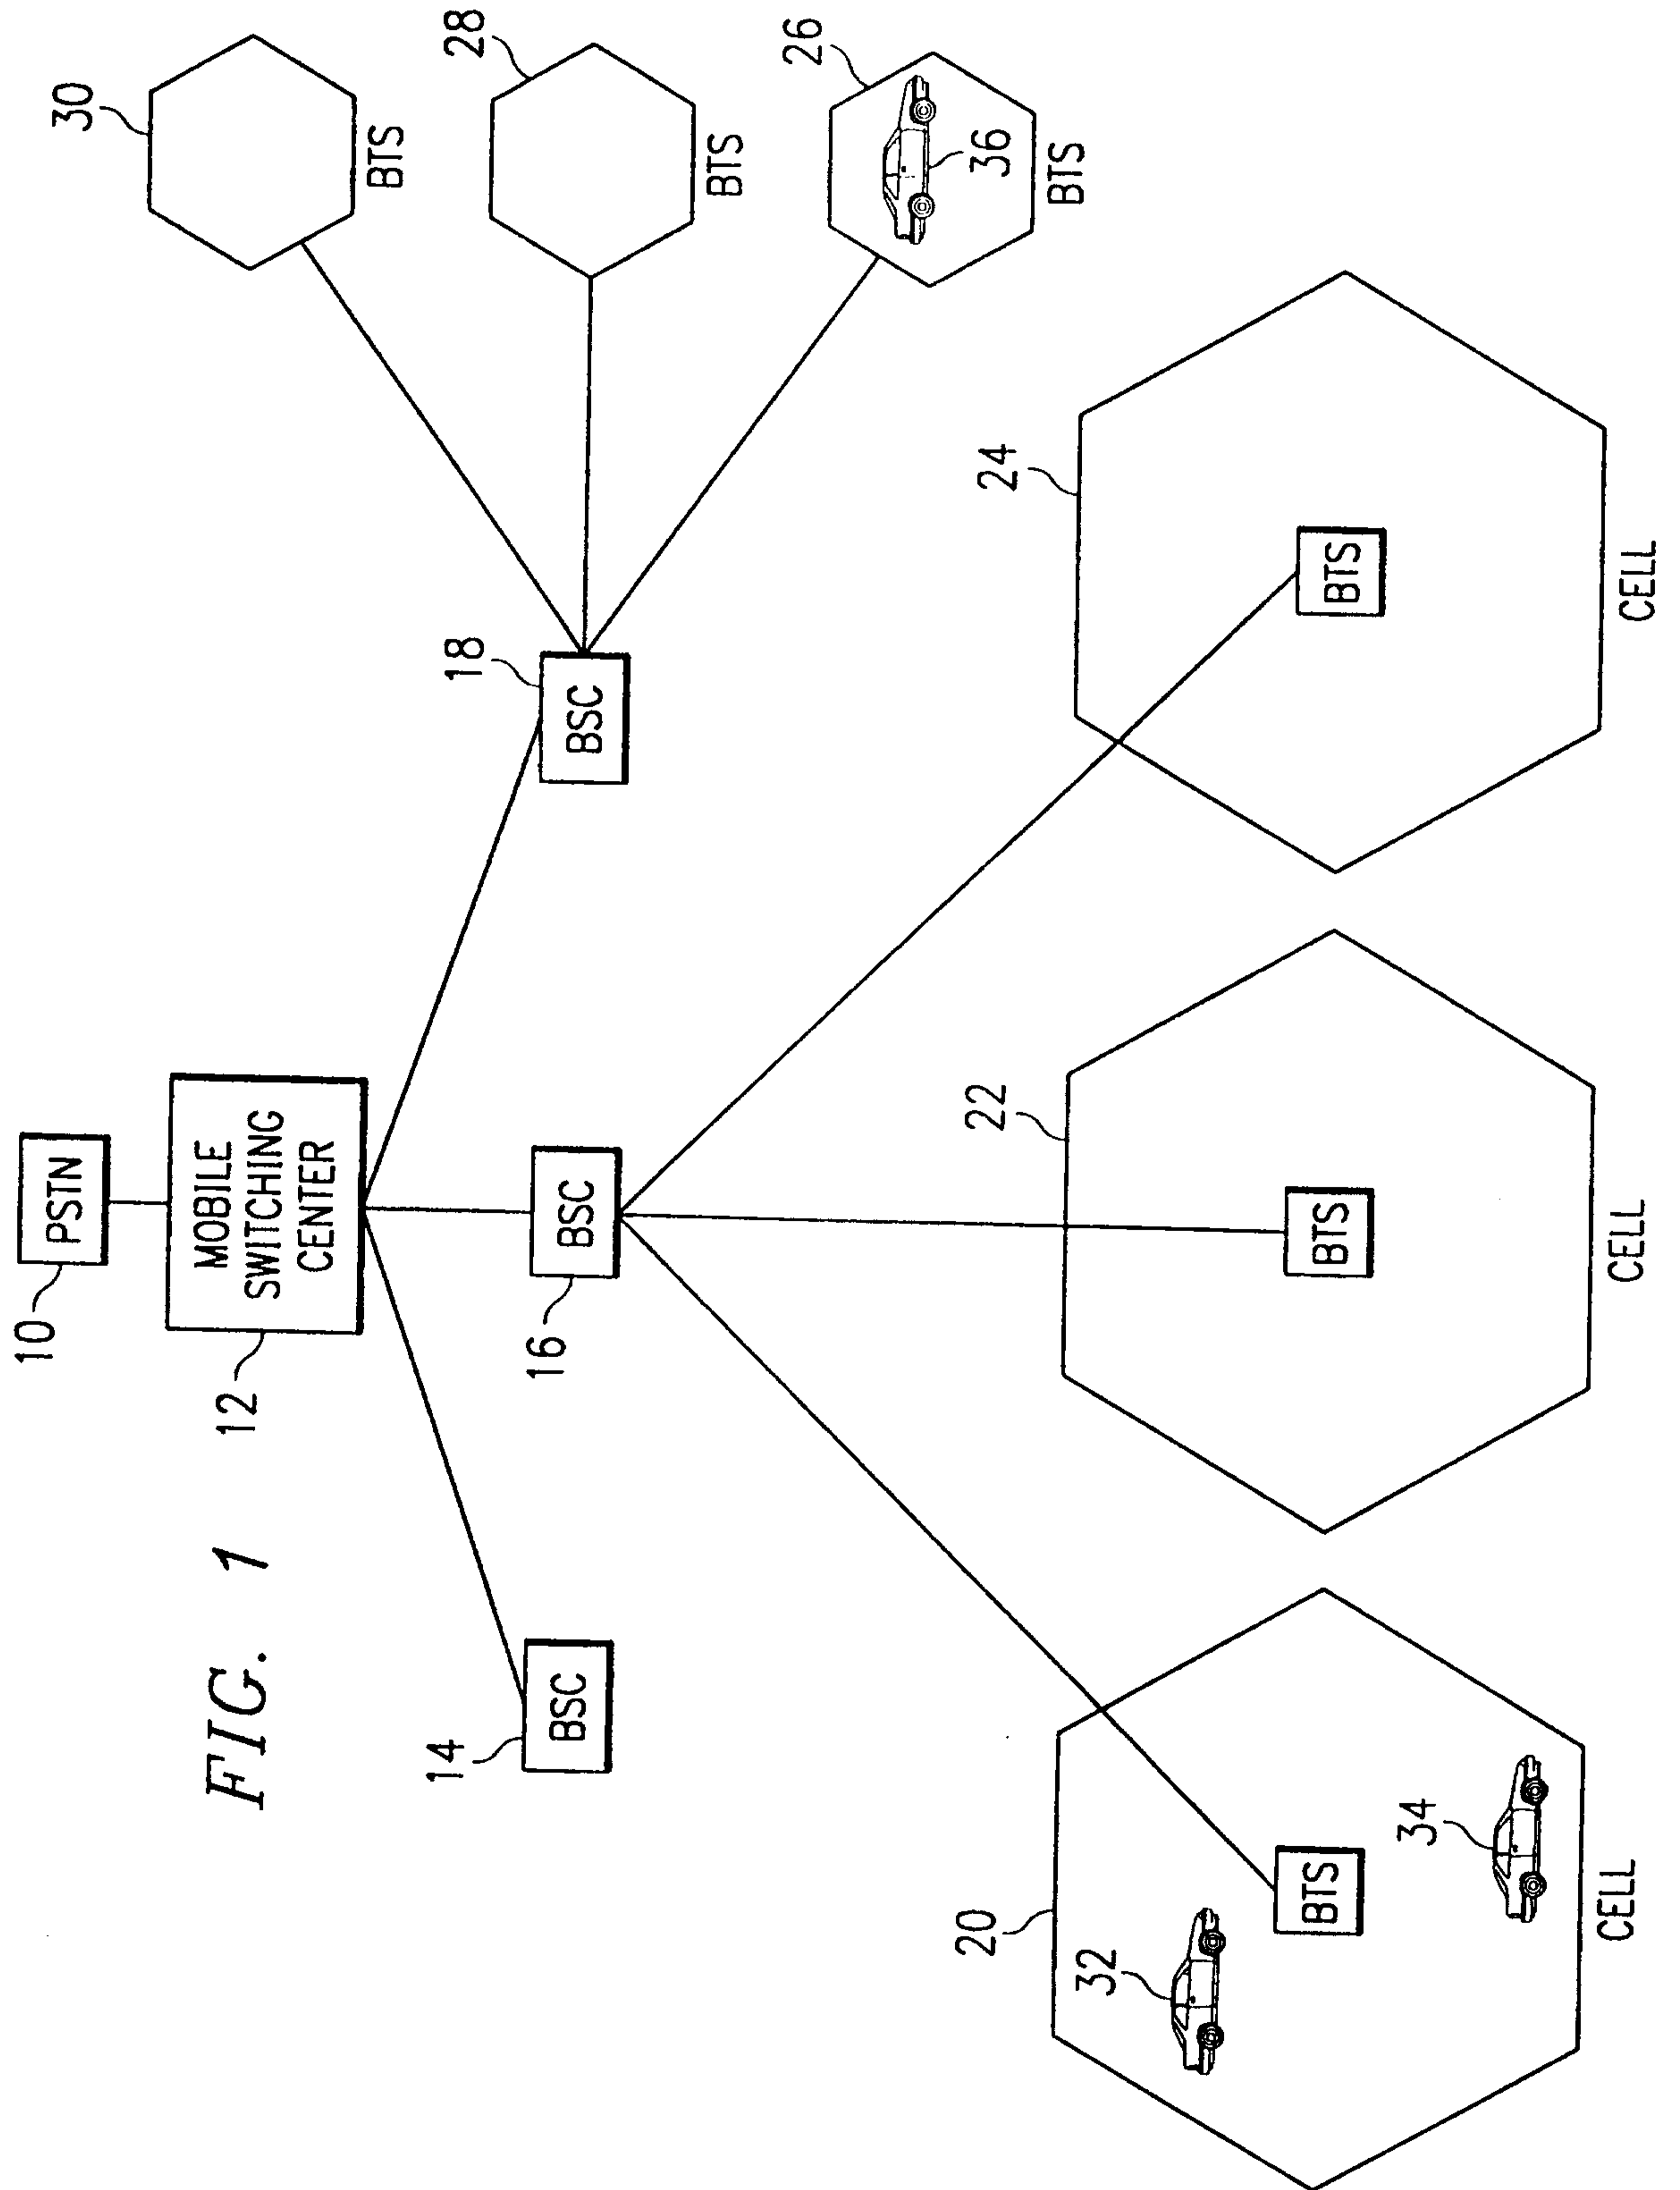 FIG. 1
10
PSTN
12
MOBILE
SWITCHING
CENTER
14
BSC
16
BSC
18
BSC
30
BTS
28
BTS
26
36
BTS
20
32
BTS
34
CELL
22
BTS
CELL
24
BTS
CELL